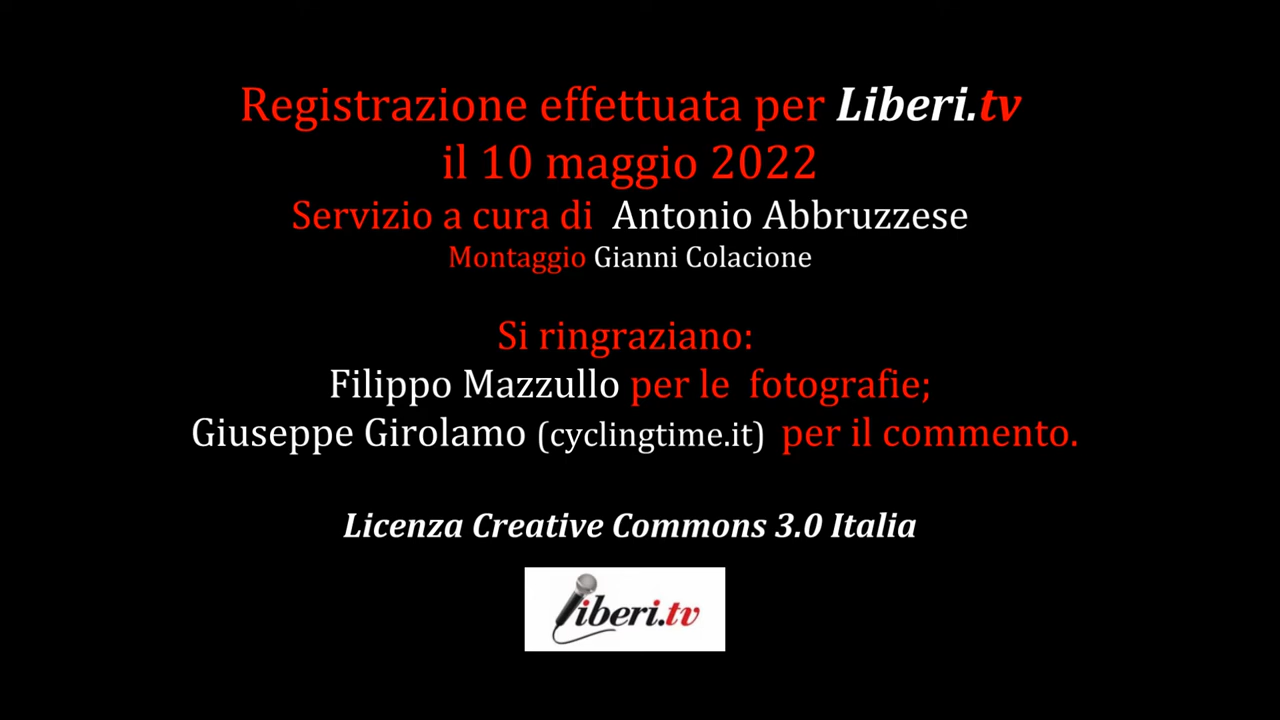 Registrazione effettuata per Liberi.tv
il 10 maggio 2022
Servizio a cura di Antonio Abbruzzese
Montaggio Gianni Colacione
Si ringraziano:
Filippo Mazzullo per le fotografie;
Giuseppe Girolamo (cyclingtime.it) per il commento.
Licenza Creative Commons 3.0 Italia
liberi.tv